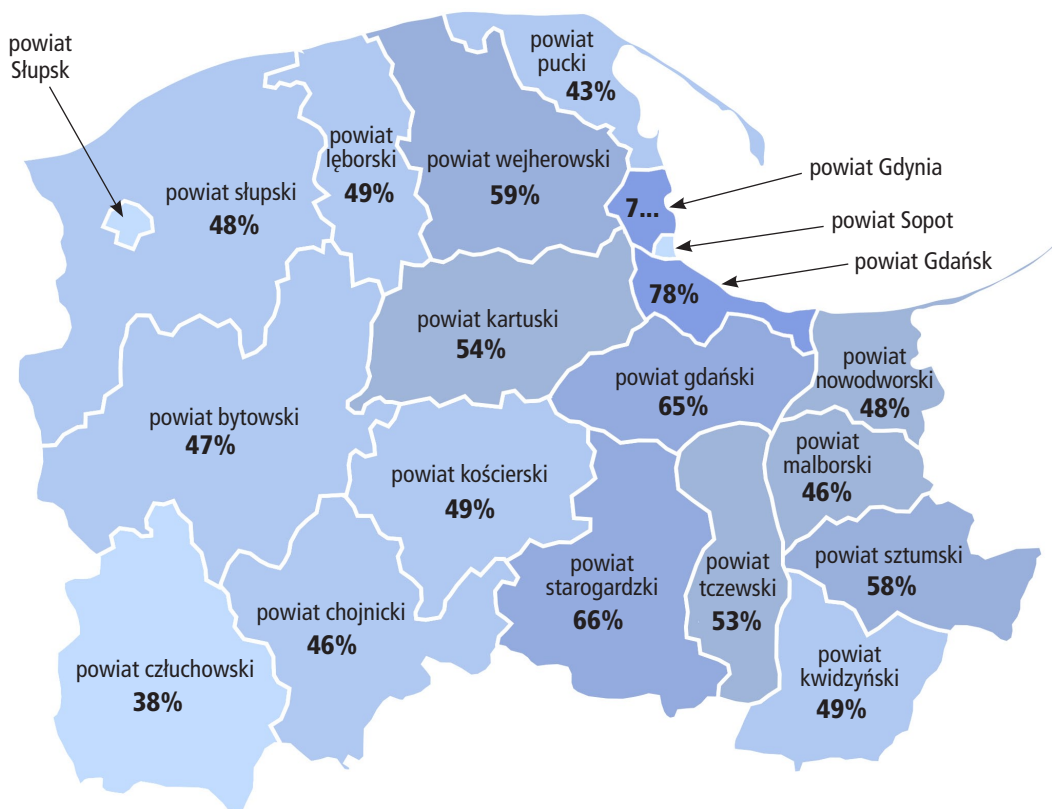 powiat
Słupsk
powiat
pucki
43%
powiat
lęborski
49%
powiat wejherowski
59%
powiat słupski
48%
powiat Gdynia
7...
powiat Sopot
powiat Gdańsk
78%
powiat kartuski
54%
powiat gdański
65%
powiat
nowodworski
48%
powiat bytowski
47%
powiat kościerski
49%
powiat
malborski
46%
powiat
starogardzki
66%
powiat
tczewski
53%
powiat sztumski
58%
powiat chojnicki
46%
powiat człuchowski
38%
powiat
kwidzyński
49%